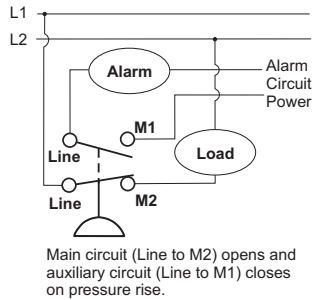 L1
L2
Alarm
Alarm
Circuit
Power
M1
Line
Load
Line
M2
Main circuit (Line to M2) opens and
auxiliary circuit (Line to M1) closes
on pressure rise.